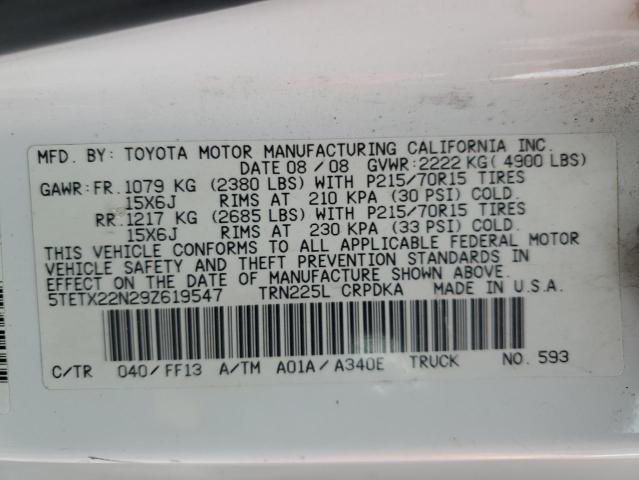 MFD. BY: TOYOTA MOTOR MANUFACTURING CALIFORNIA INC.
DATE 08/08 GVWR: 2222 KG( 4900 LBS)
GAWR: FR. 1079 KG (2380 LBS) WITH P215/70R15 TIRES
15X6J RIMS AT 210 KPA (30 PSI) COLD.
RR. 1217 KG (2685 LBS) WITH P215/70R15 TIRES
15X6J RIMS AT 230 KPA (33 PSI) COLD.
THIS VEHICLE CONFORMS TO ALL APPLICABLE FEDERAL MOTOR
VEHICLE SAFETY AND THEFT PREVENTION STANDARDS IN
EFFECT ON THE DATE OF MANUFACTURE SHOWN ABOVE.
5TETX22N29Z619547 TRN225L CRPDKA MADE IN U.S.A.
C/TR 040/FF13 A/TM A01A/A340E TRUCK NO. 593